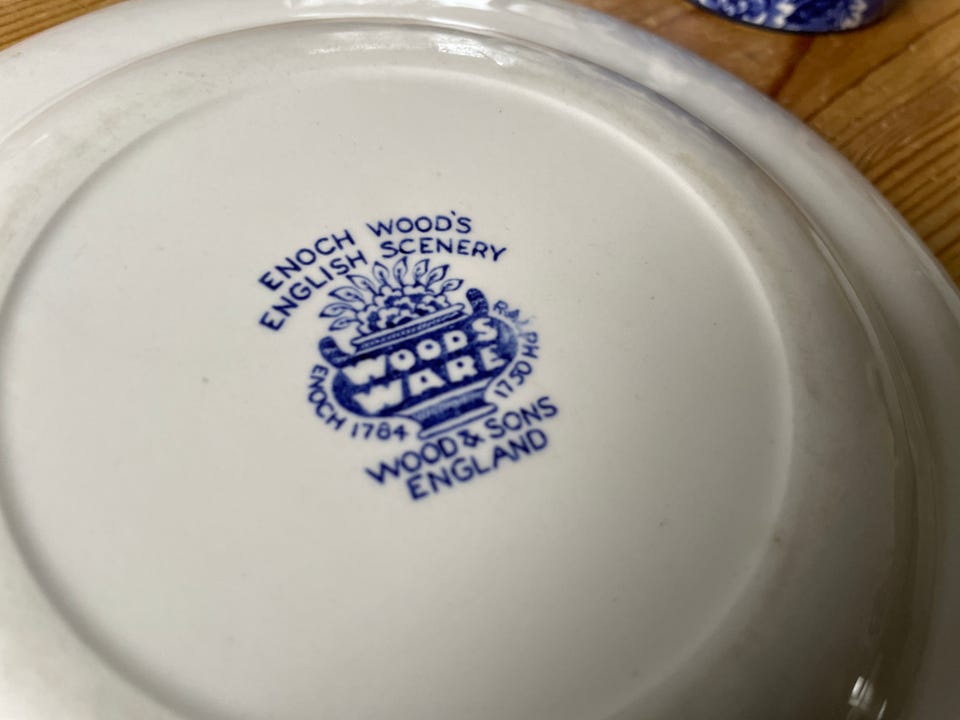 ENOCH WOOD'S
ENGLISH SCENERY
WOODS
WARE
ENOCH 1784
RALPH 1750
WOOD & SONS
ENGLAND